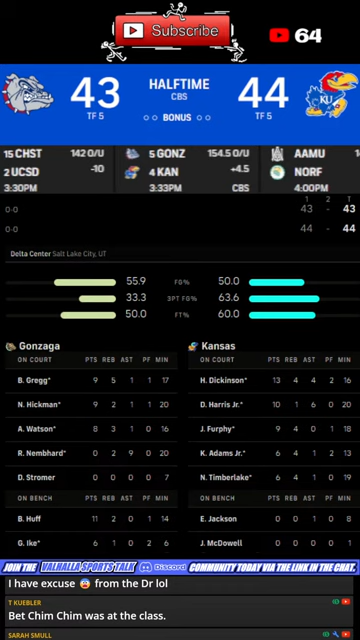 Subscribe
64
43
TF 5
HALFTIME
CBS
BONUS
44
TF 5
KU
15 CHST 142 O/U
2 UCSD -10
3:30PM
5 GONZ 154.5 O/U
4 KAN +4.5
3:33PM CBS
AAMU
NORF
4:00PM
1 2 T
0-0 43 - 43
0-0 44 - 44
Delta Center Salt Lake City, UT
55.9 FG% 50.0
33.3 3PT FG% 63.6
50.0 FT% 60.0
Gonzaga
ON COURT PTS REB AST PF MIN
B. Gregg* 9 5 1 1 17
N. Hickman* 9 2 1 1 20
A. Watson* 8 3 1 0 16
R. Nembhard* 0 2 9 0 20
D. Stromer 0 0 0 0 7
ON BENCH PTS REB AST PF MIN
B. Huff 11 2 0 1 14
G. Ike* 6 1 0 2 6
Kansas
ON COURT PTS REB AST PF MIN
H. Dickinson* 13 4 4 2 16
D. Harris Jr.* 10 1 6 0 20
J. Furphy* 9 4 0 1 17
K. Adams Jr.* 6 4 1 2 13
N. Timberlake* 6 4 1 0 19
ON BENCH PTS REB AST PF MIN
E. Jackson 0 0 1 0 8
J. McDowell 0 0 1 0 1
JOIN THE VALHALLA SPORTS TALK Discord COMMUNITY TODAY VIA THE LINK IN THE CHAT.
I have excuse 😨 from the Dr lol
T KUEBLER
Bet Chim Chim was at the class.
SARAH SMULL